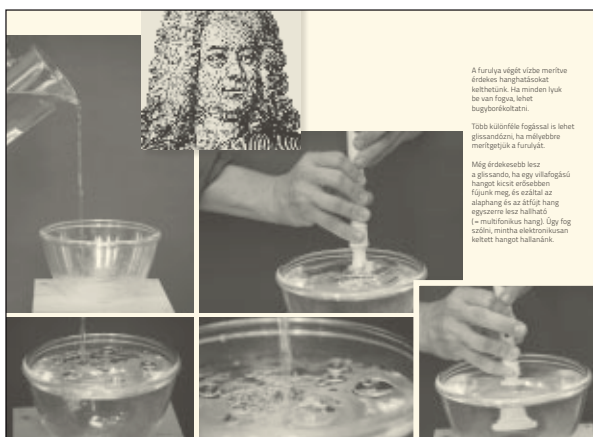 A furulya végét vízbe merítve
érdekes hanghatásokat
kelthetünk. Ha minden lyuk
be van fogva, lehet
bugyborékoltatni.
Több különféle fogással is lehet
glissandózni, ha mélyebbre
merítgetjük a furulyát.
Még érdekesebb lesz
a glissando, ha egy villafogású
hangot kicsit erősebben
fújunk meg, és ezáltal az
alaphang és az átfújt hang
egyszerre lesz hallható
(= multifonikus hang). Úgy fog
szólni, mintha elektronikusan
keltett hangot hallanánk.